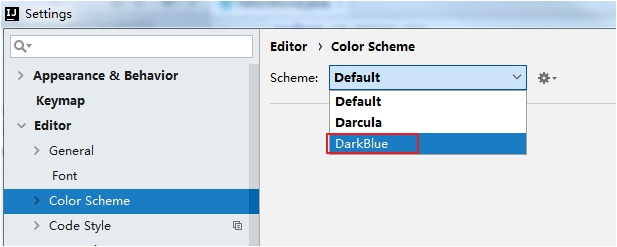 IJ Settings
Appearance & Behavior
Keymap
Editor
General
Font
Color Scheme
Code Style
Editor › Color Scheme
Scheme: Default
Default
Darcula
DarkBlue